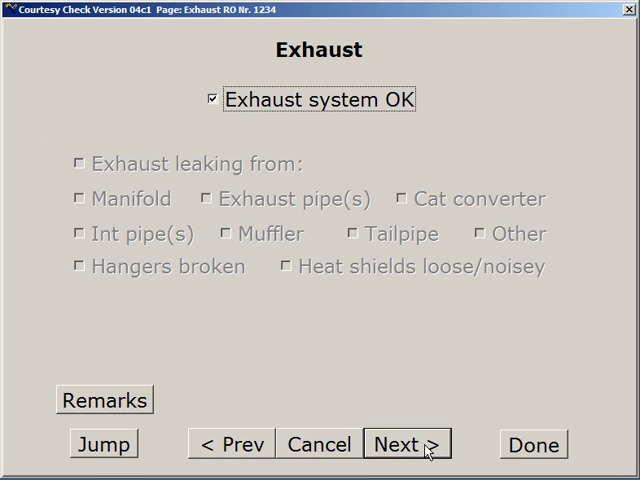 Courtesy Check Version 04c1  Page: Exhaust RO Nr. 1234
Exhaust
Exhaust system OK
Exhaust leaking from:
Manifold Exhaust pipe(s) Cat converter
Int pipe(s) Muffler Tailpipe Other
Hangers broken Heat shields loose/noisey
Remarks
Jump < Prev Cancel Next > Done